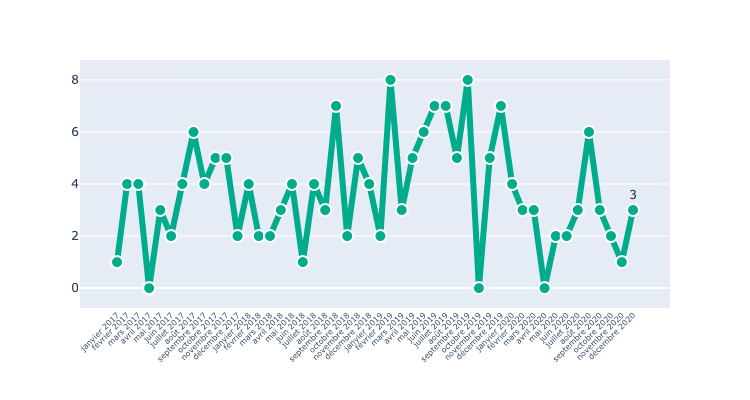 8
6
4
2
0
3
janvier 2017
février 2017
mars 2017
avril 2017
mai 2017
juin 2017
juillet 2017
août 2017
septembre 2017
octobre 2017
novembre 2017
décembre 2017
janvier 2018
février 2018
mars 2018
avril 2018
mai 2018
juin 2018
juillet 2018
août 2018
septembre 2018
octobre 2018
novembre 2018
décembre 2018
janvier 2019
février 2019
mars 2019
avril 2019
mai 2019
juin 2019
juillet 2019
août 2019
septembre 2019
octobre 2019
novembre 2019
décembre 2019
janvier 2020
février 2020
mars 2020
avril 2020
mai 2020
juin 2020
juillet 2020
août 2020
septembre 2020
octobre 2020
novembre 2020
décembre 2020